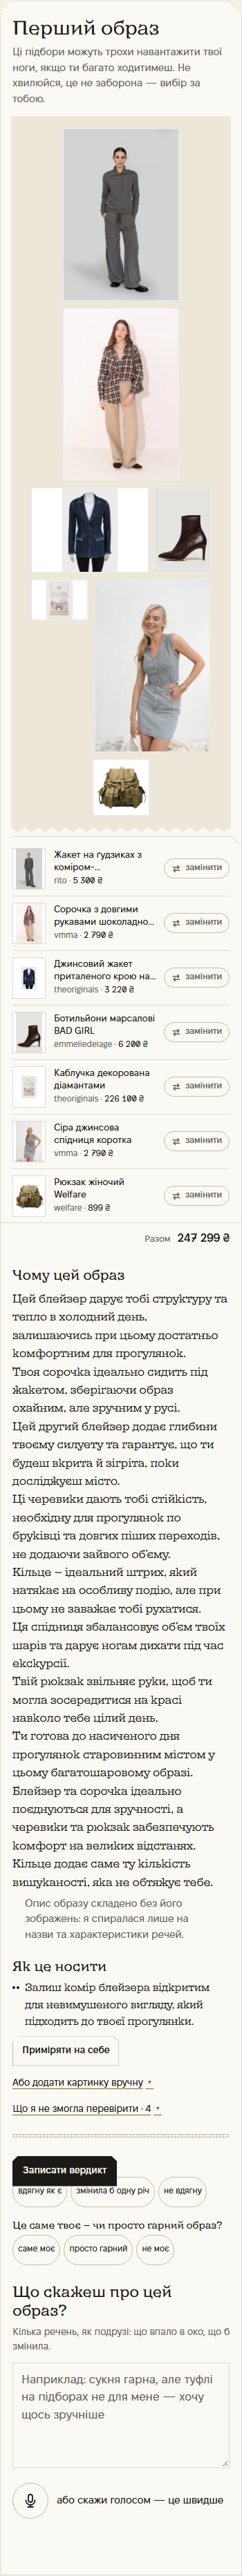 Перший образ
Ці підбори можуть трохи навантажити твої
ноги, якщо ти багато ходитимеш. Не
хвилюйся, це не заборона — вибір за
тобою.
Жакет на ґудзиках з
коміром-...
rito · 5 300 ₴
замінити
Сорочка з довгими
рукавами шоколадно...
vmma · 2 790 ₴
замінити
Джинсовий жакет
приталеного крою на...
theoriginals · 3 220 ₴
замінити
Ботильйони марсалові
BAD GIRL
emmeliedelage · 6 200 ₴
замінити
Каблучка декорована
діамантами
theoriginals · 226 100 ₴
замінити
Сіра джинсова
спідниця коротка
vmma · 2 790 ₴
замінити
Рюкзак жіночий
Welfare
welfare · 899 ₴
замінити
Разом 247 299 ₴
Чому цей образ
Цей блейзер дарує тобі структуру та
тепло в холодний день,
залишаючись при цьому достатньо
комфортним для прогулянок.
Твоя сорочка ідеально сидить під
жакетом, зберігаючи образ
охайним, але зручним у русі.
Цей другий блейзер додає глибини
твоєму силуету та гарантує, що ти
будеш вкрита й зігріта, поки
досліджуєш місто.
Ці черевики дають тобі стійкість,
необхідну для прогулянок по
бруківці та довгих піших переходів,
не додаючи зайвого об'єму.
Кільце – ідеальний штрих, який
натякає на особливу подію, але при
цьому не заважає тобі рухатися.
Ця спідниця збалансовує об'єм твоїх
шарів та дарує ногам дихати під час
екскурсії.
Твій рюкзак звільняє руки, щоб ти
могла зосередитися на красі
навколо тебе цілий день.
Ти готова до насиченого дня
прогулянок старовинним містом у
цьому багатошаровому образі.
Блейзер та сорочка ідеально
поєднуються для зручності, а
черевики та рюкзак забезпечують
комфорт на великих відстанях.
Кільце додає саме ту кількість
вишуканості, яка не обтяжує тебе.
Опис образу складено без його
зображень: я спиралася лише на
назви та характеристики речей.
Як це носити
•• Залиш комір блейзера відкритим
для невимушеного вигляду, який
підходить до твоєї прогулянки.
Приміряти на себе
Або додати картинку вручну
Що я не змогла перевірити · 4
Записати вердикт
вдягну як є
змінила б одну річ
не вдягну
Це саме твоє – чи просто гарний образ?
саме моє
просто гарний
не моє
Що скажеш про цей
образ?
Кілька речень, як подрузі: що впало в око, що б
змінила.
Наприклад: сукня гарна, але туфлі
на підборах не для мене — хочу
щось зручніше
або скажи голосом — це швидше